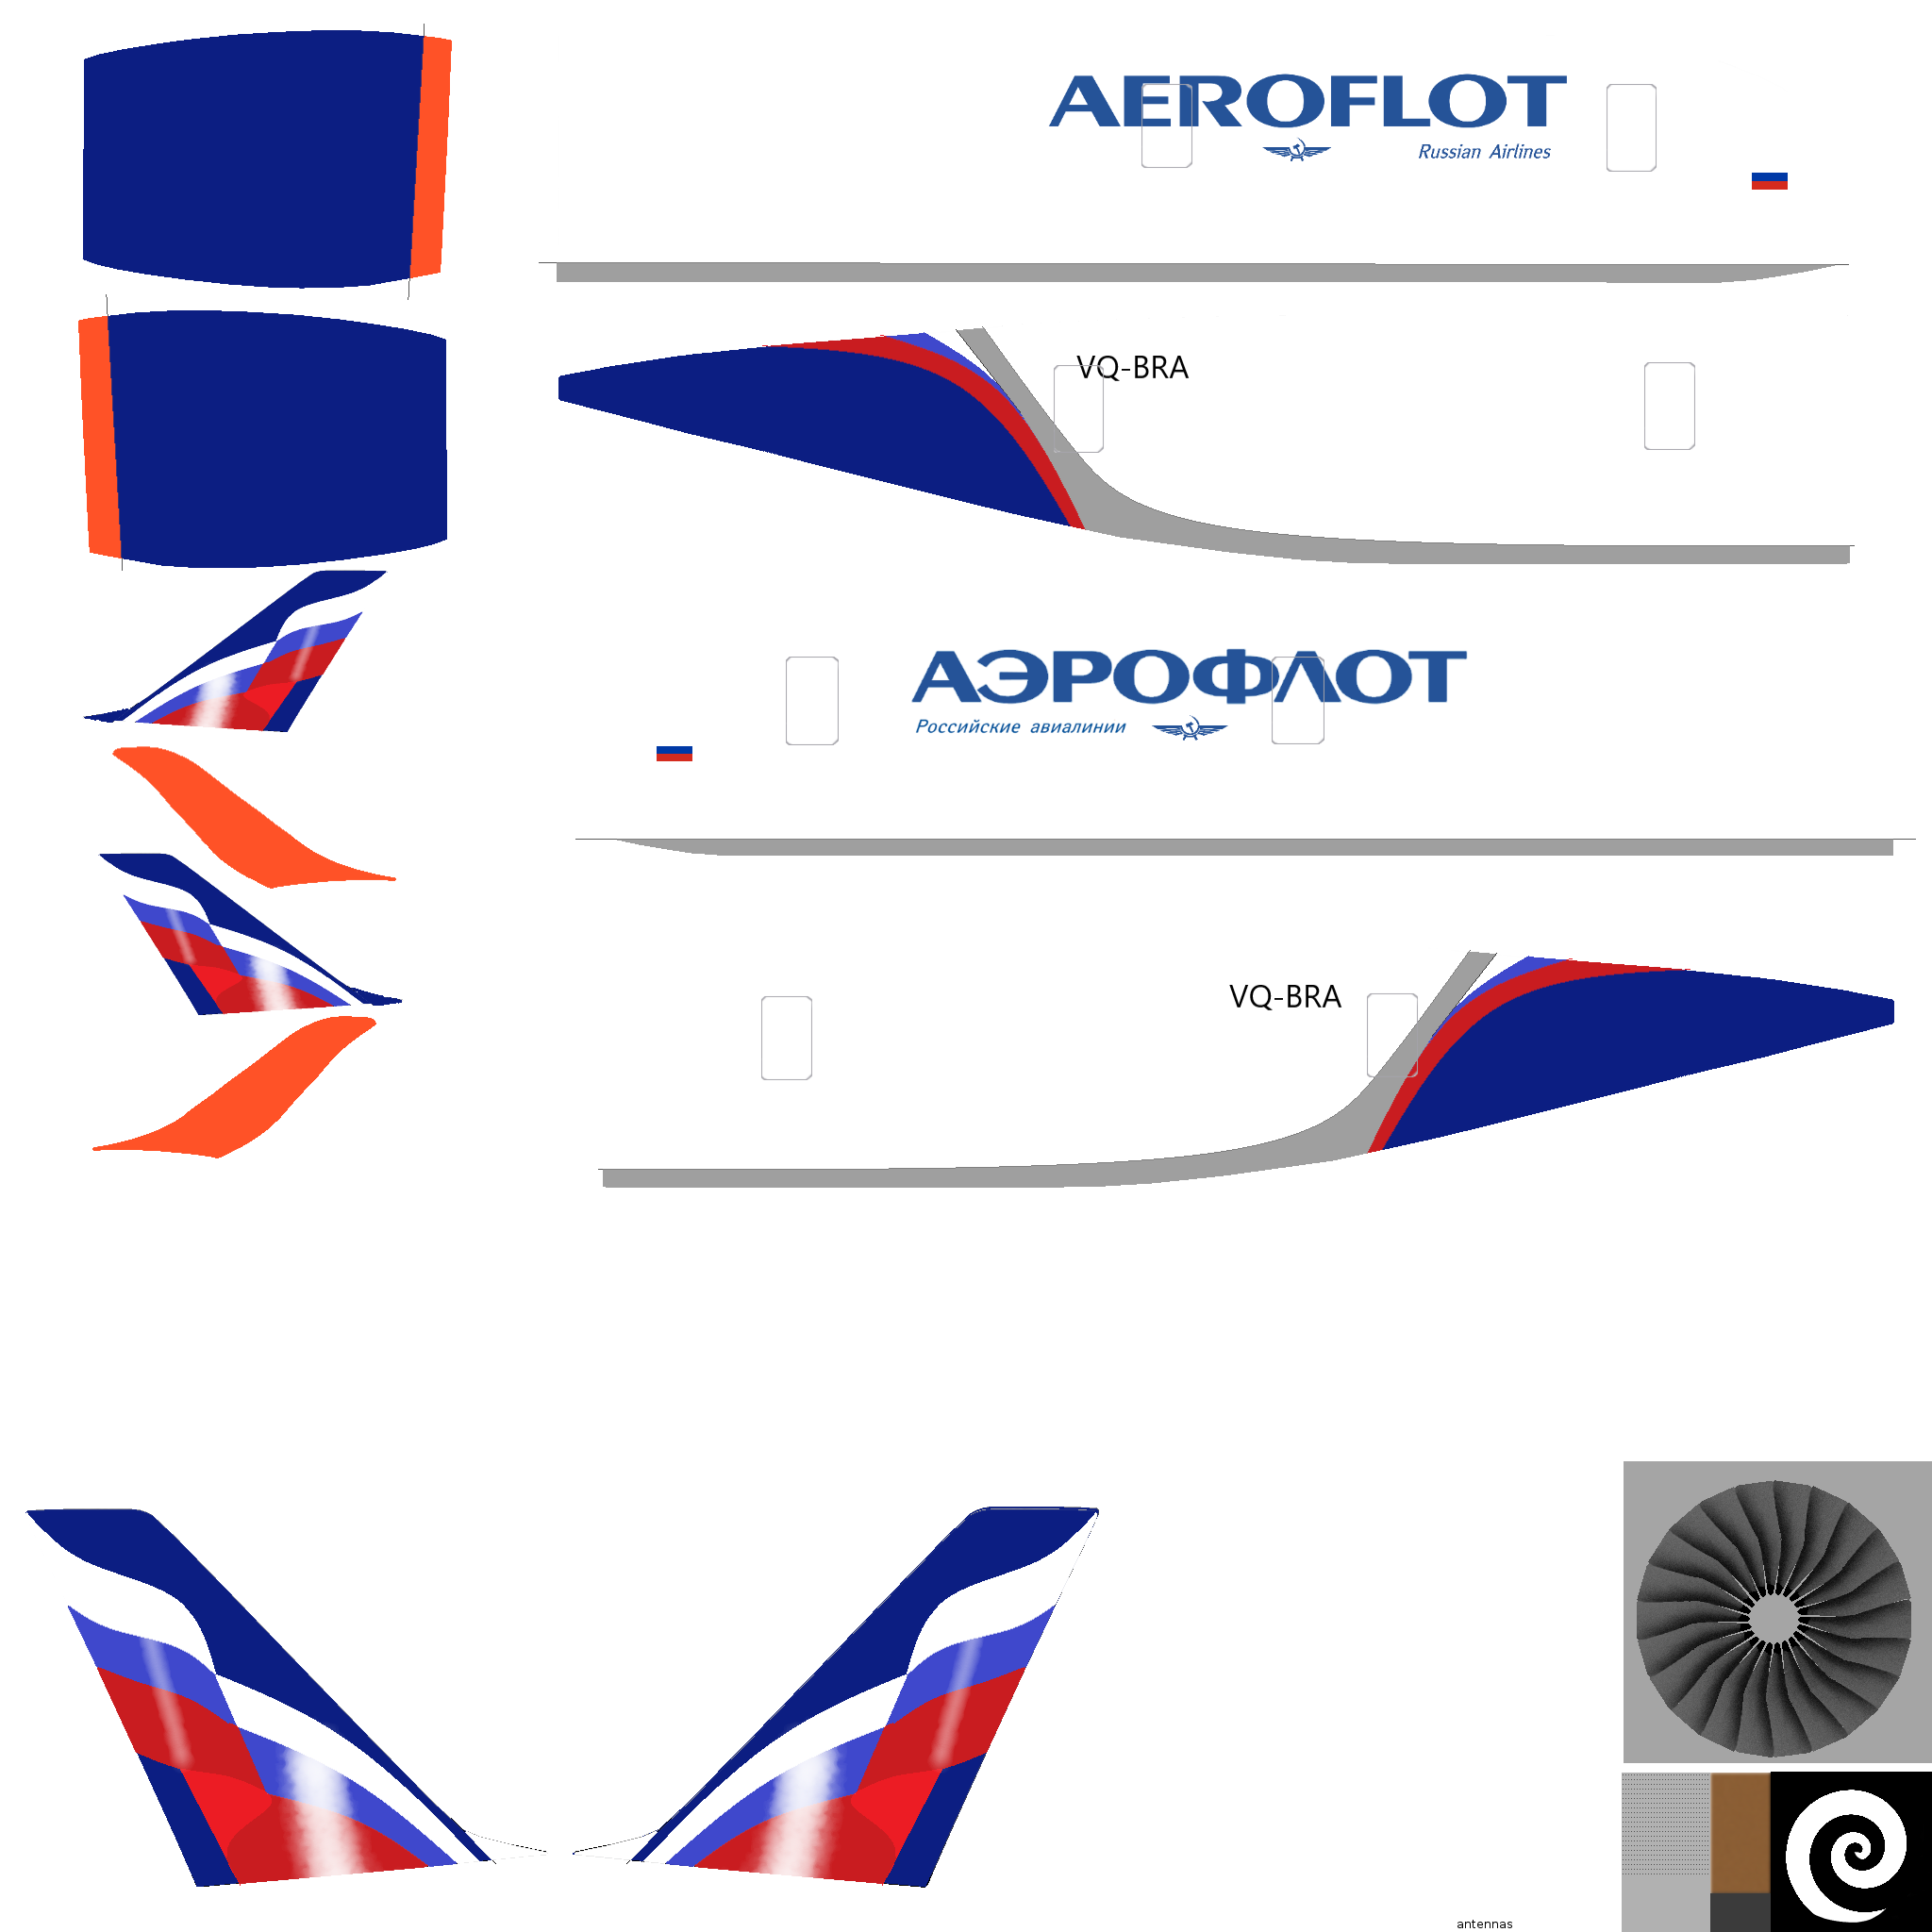 AEROFLOT
Russian Airlines
VQ-BRA
АЭРОФЛОТ
Российские авиалинии
VQ-BRA
antennas